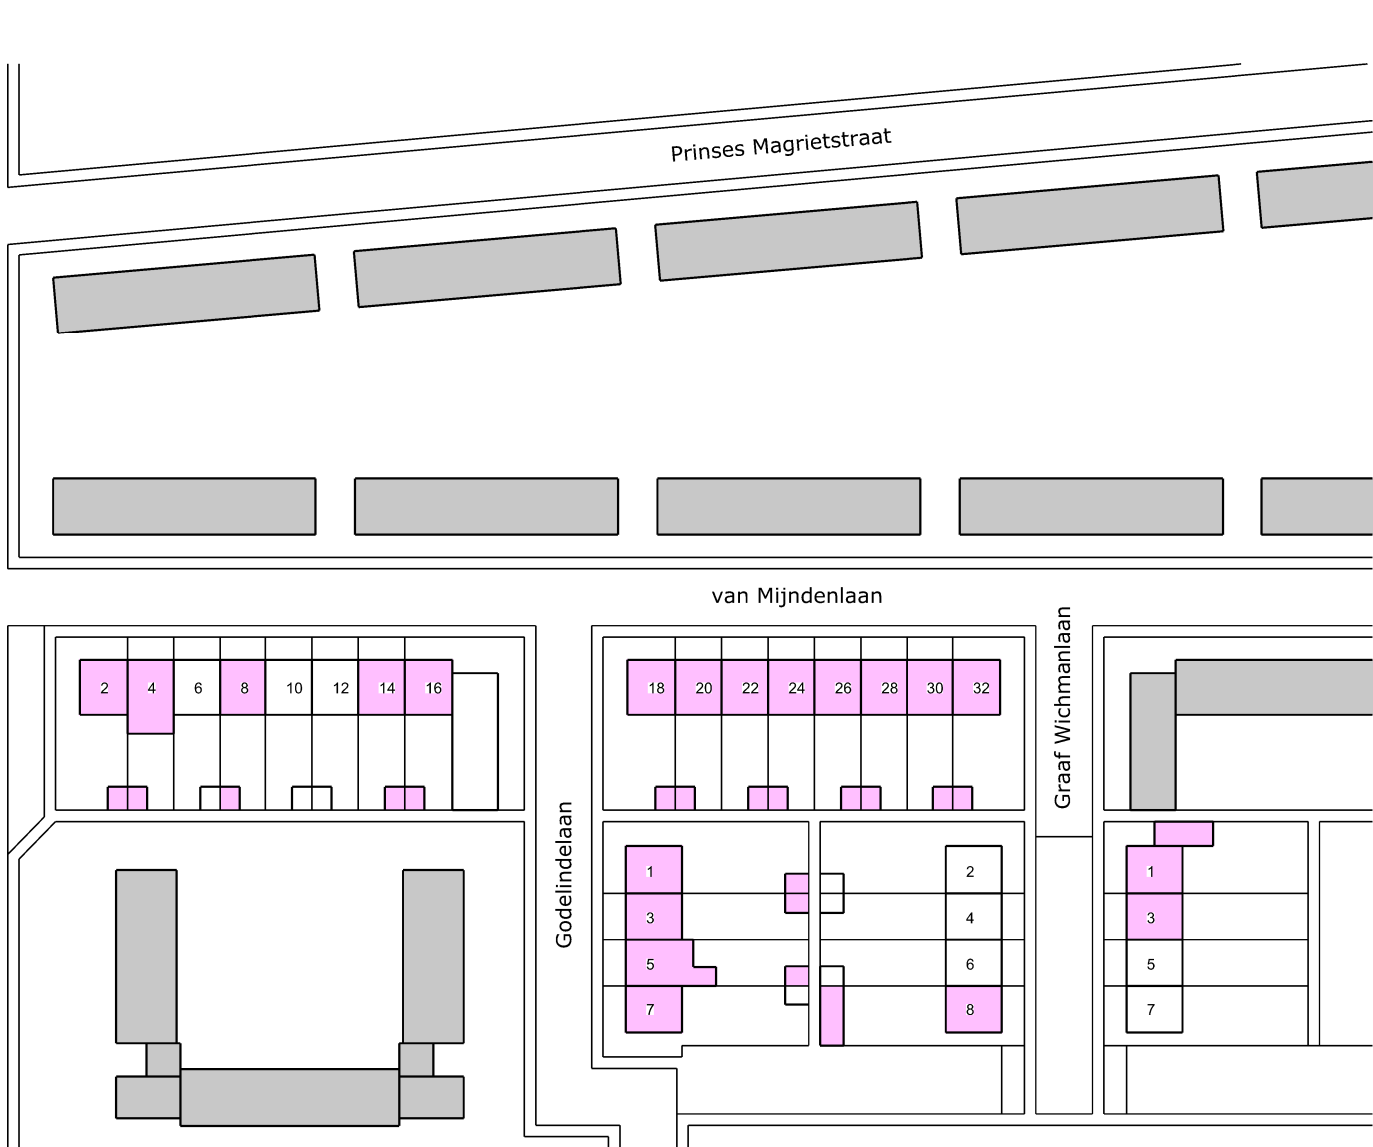 Prinses Magrietstraat
van Mijndenlaan
Graaf Wichmanlaan
2 4 6 8 10 12 14 16
18 20 22 24 26 28 30 32
Godelindelaan
1
3
5
7
2
4
6
8
1
3
5
7